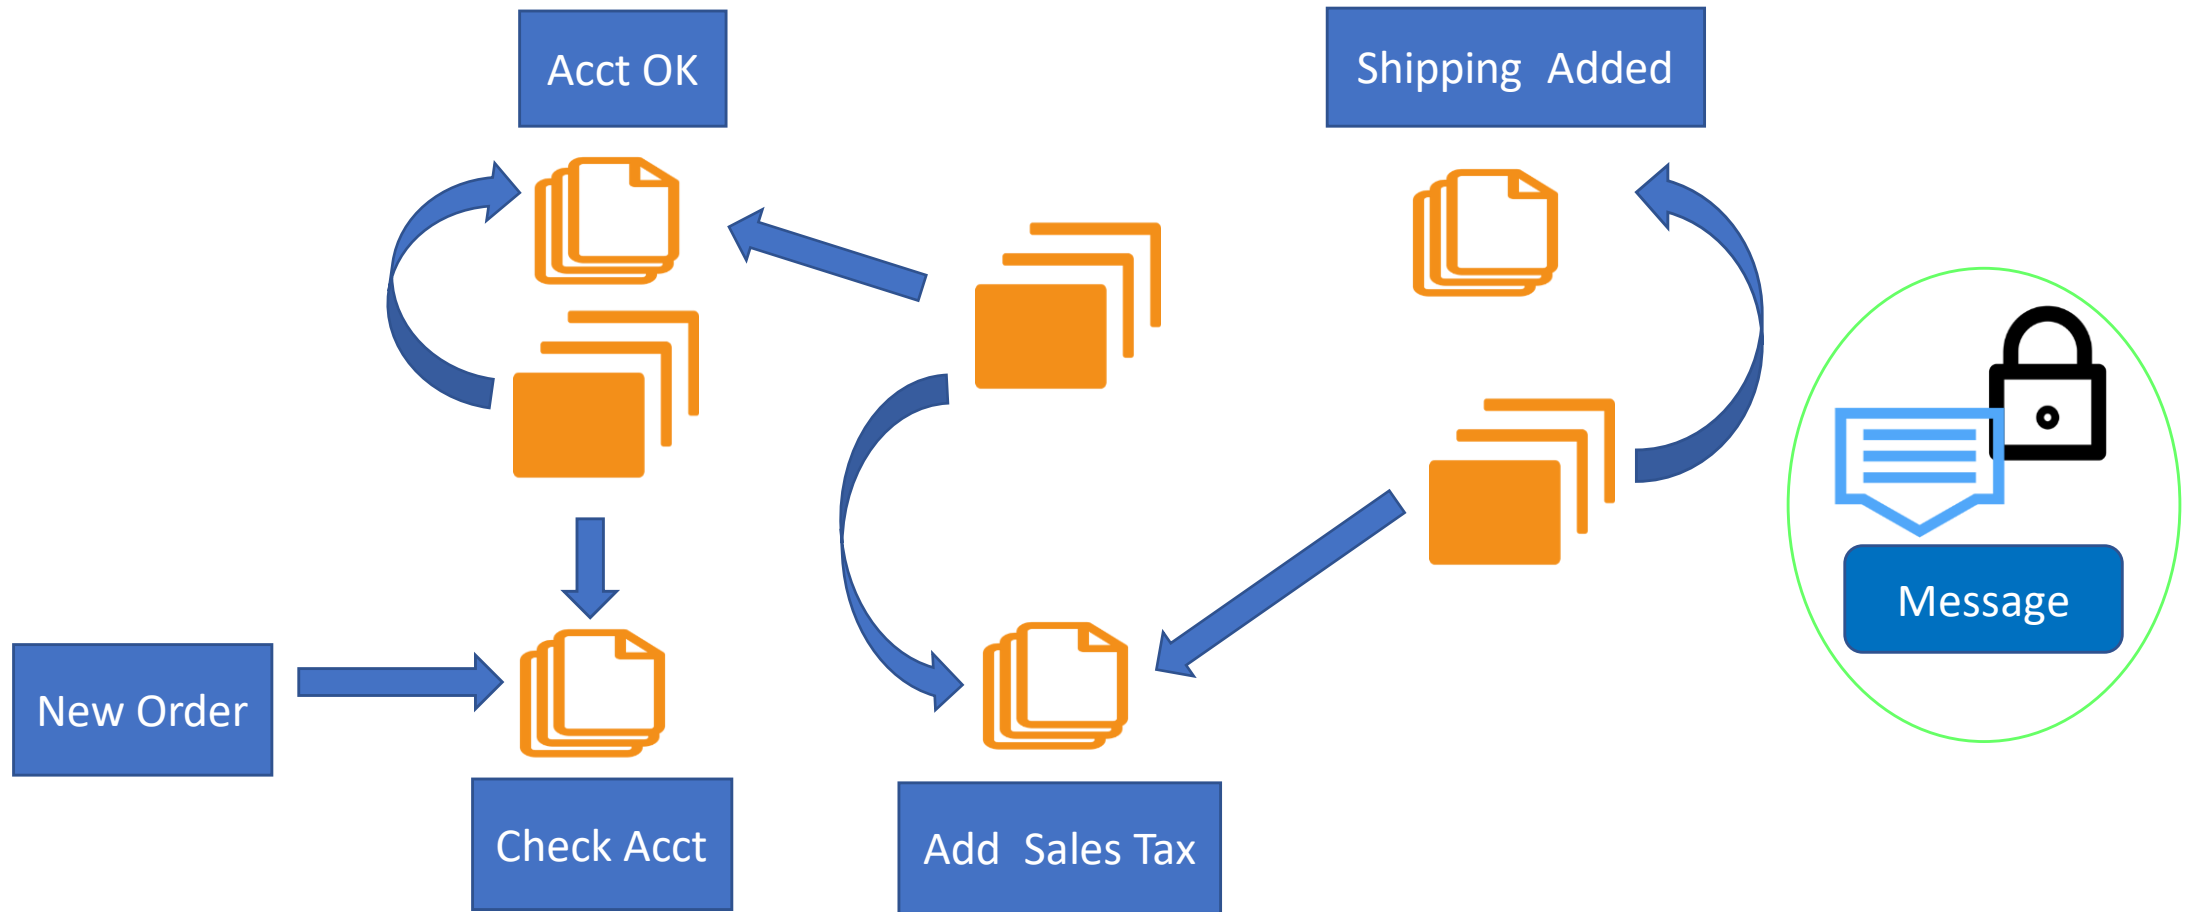 Acct OK
Shipping  Added
Message
New Order
Check Acct
Add  Sales Tax